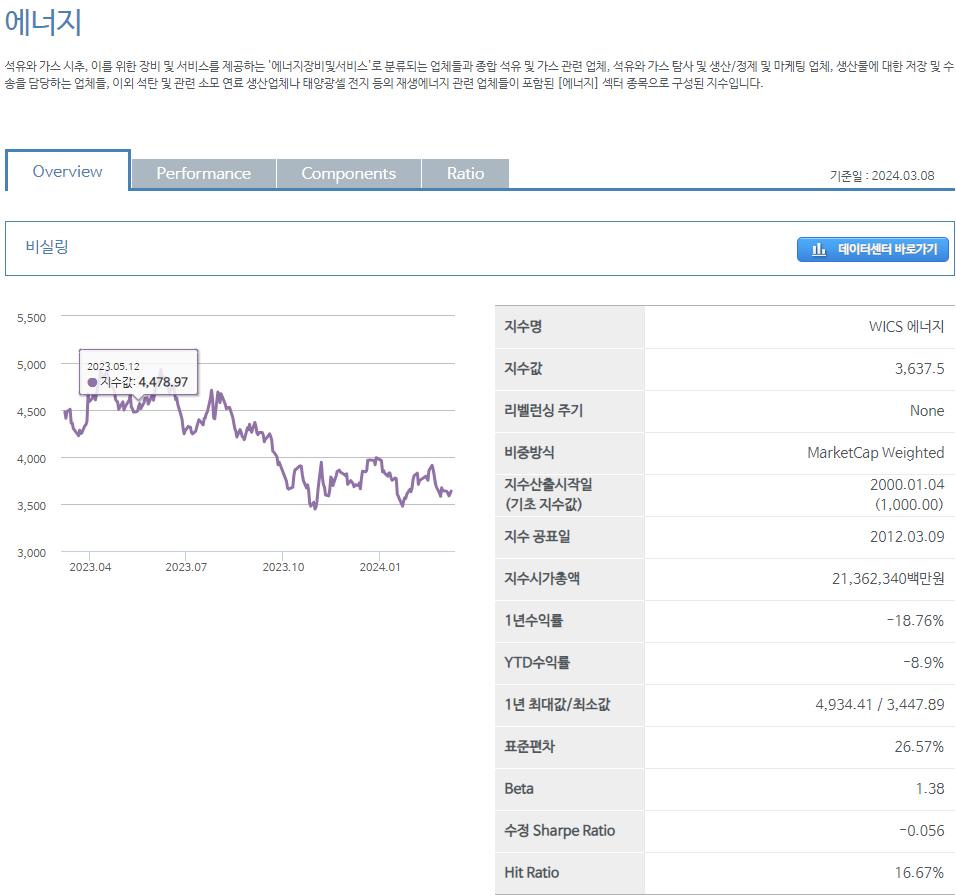 에너지
석유와 가스 시추, 이를 위한 장비 및 서비스를 제공하는 '에너지장비및서비스'로 분류되는 업체들과 종합 석유 및 가스 관련 업체, 석유와 가스 탐사 및 생산/정제 및 마케팅 업체, 생산물에 대한 저장 및 수
송을 담당하는 업체들, 이외 석탄 및 관련 소모 연료 생산업체나 태양광셀 전지 등의 재생에너지 관련 업체들이 포함된 [에너지] 섹터 종목으로 구성된 지수입니다.
Overview Performance Components Ratio 기준일 : 2024.03.08
비실링 데이터센터 바로가기
5,500
5,000
4,500
4,000
3,500
3,000
2023.05.12
지수값: 4,478.97
2023.04 2023.07 2023.10 2024.01
지수명 WICS 에너지
지수값 3,637.5
리벨런싱 주기 None
비중방식 MarketCap Weighted
지수산출시작일 2000.01.04
(기초 지수값) (1,000.00)
지수 공표일 2012.03.09
지수시가총액 21,362,340백만원
1년수익률 -18.76%
YTD수익률 -8.9%
1년 최대값/최소값 4,934.41 / 3,447.89
표준편차 26.57%
Beta 1.38
수정 Sharpe Ratio -0.056
Hit Ratio 16.67%